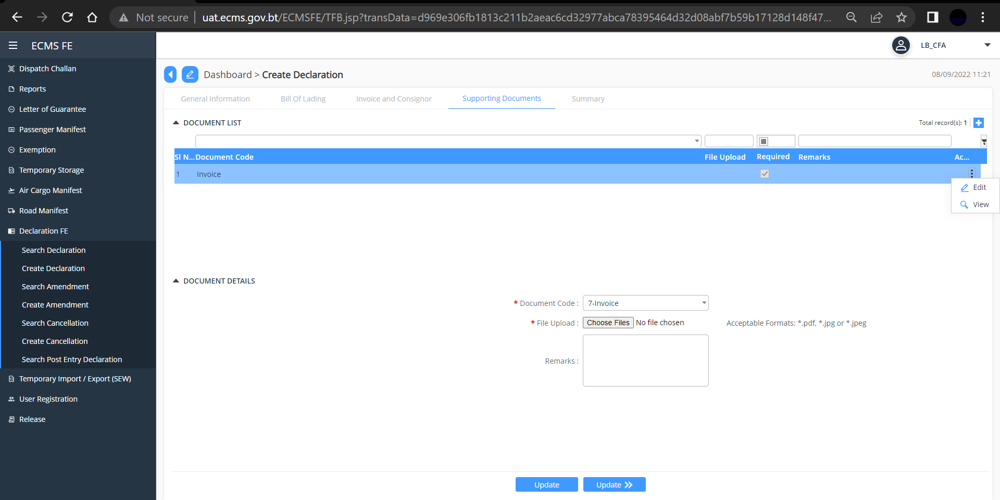 Not secure
uat.ecms.gov.bt/ECMSFE/TFB.jsp?transData=d969e306fb1813c211b2aeac6cd32977abca78395464d32d08abf7b59b17128d148f47...
ECMS FE
LB_CFA
Dispatch Challan
Reports
Letter of Guarantee
Passenger Manifest
Exemption
Temporary Storage
Air Cargo Manifest
Road Manifest
Declaration FE
Search Declaration
Create Declaration
Search Amendment
Create Amendment
Search Cancellation
Create Cancellation
Search Post Entry Declaration
Temporary Import / Export (SEW)
User Registration
Release
Dashboard > Create Declaration
08/09/2022 11:21
General Information
Bill Of Lading
Invoice and Consignor
Supporting Documents
Summary
DOCUMENT LIST
Total record(s): 1
Sl N... Document Code File Upload Required Remarks Ac...
1 Invoice
Edit
View
DOCUMENT DETAILS
* Document Code : 7-Invoice
* File Upload : Choose Files No file chosen Acceptable Formats: *.pdf, *.jpg or *.jpeg
Remarks :
Update
Update